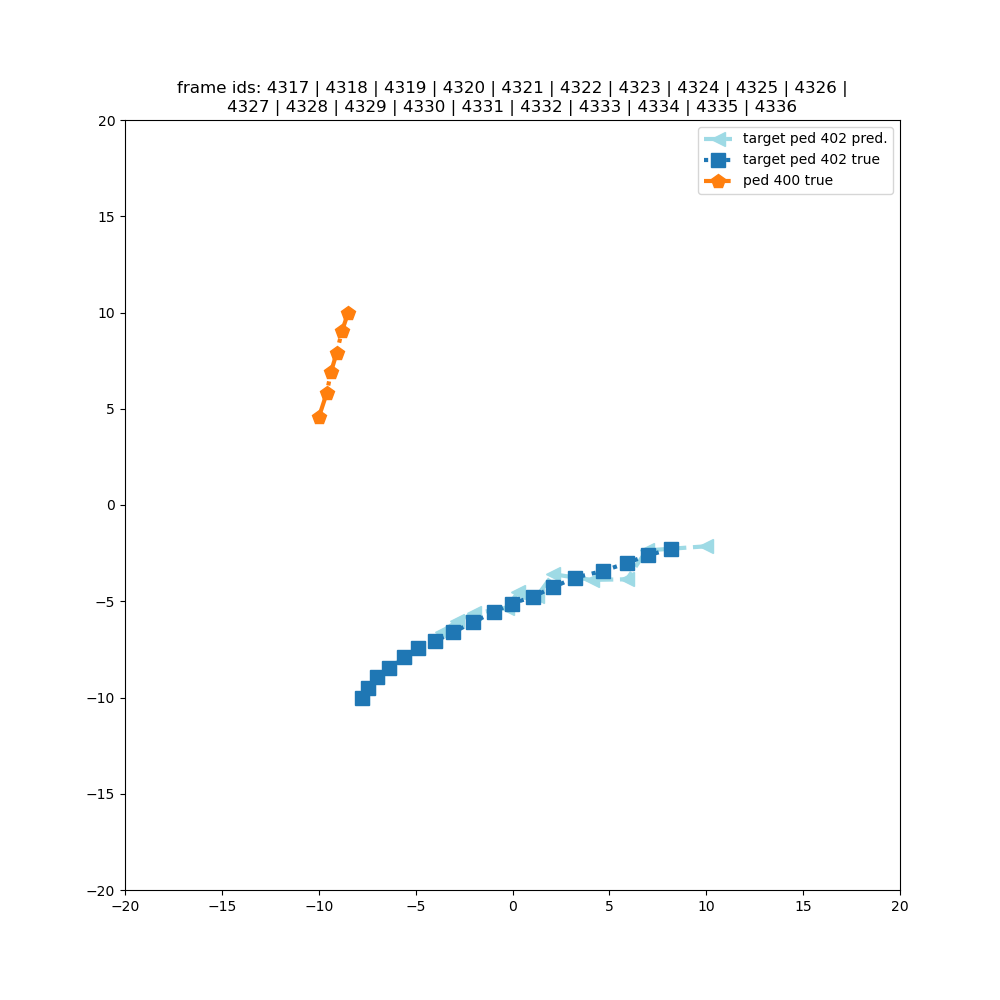 frame ids: 4317 | 4318 | 4319 | 4320 | 4321 | 4322 | 4323 | 4324 | 4325 | 4326 |
4327 | 4328 | 4329 | 4330 | 4331 | 4332 | 4333 | 4334 | 4335 | 4336
target ped 402 pred.
target ped 402 true
ped 400 true
20
15
10
5
0
−5
−10
−15
−20
−20 −15 −10 −5 0 5 10 15 20